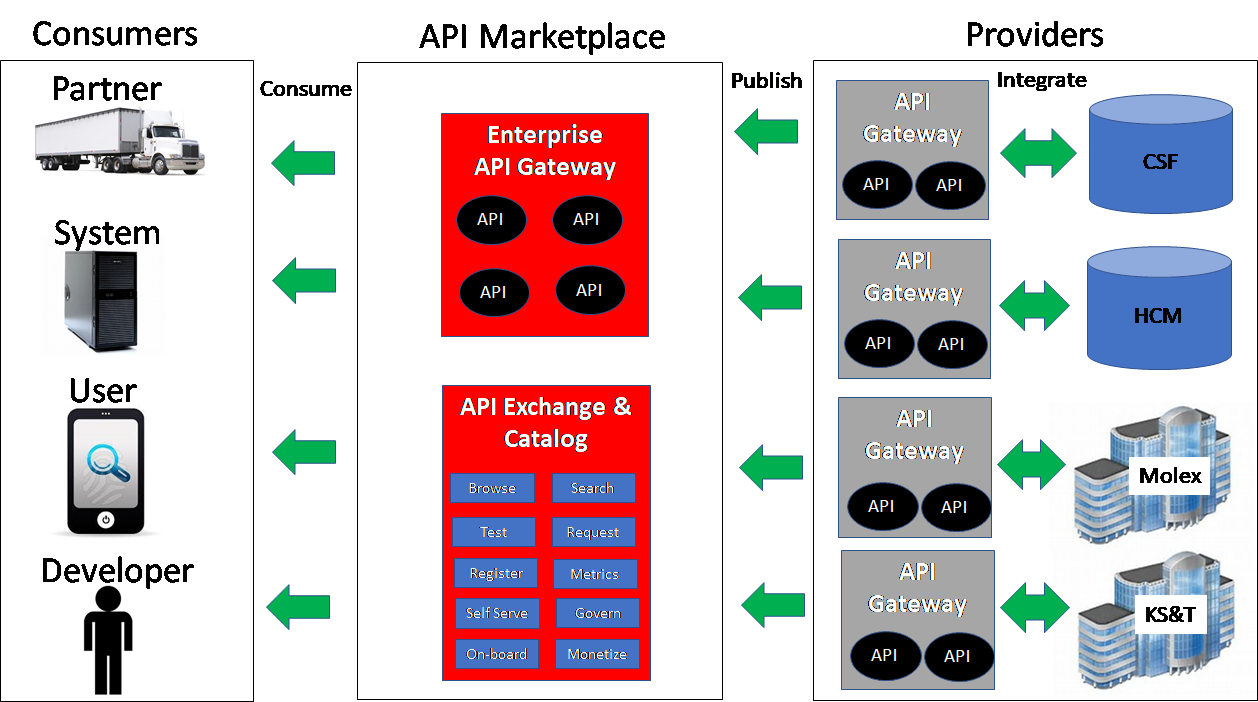 Consumers
API Marketplace
Providers
Partner
Consume
Publish
Integrate
System
User
Developer
Enterprise
API Gateway
API
API
API
API
API Exchange &
Catalog
Browse
Search
Test
Request
Register
Metrics
Self Serve
Govern
On-board
Monetize
API
Gateway
API
API
CSF
API
Gateway
API
API
HCM
API
Gateway
API
API
Molex
API
Gateway
API
API
KS&T